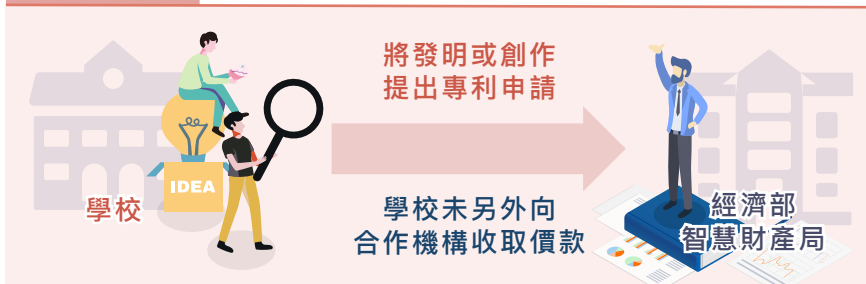 將發明或創作
提出專利申請
IDEA
學校
學校未另外向
合作機構收取價款
經濟部
智慧財產局